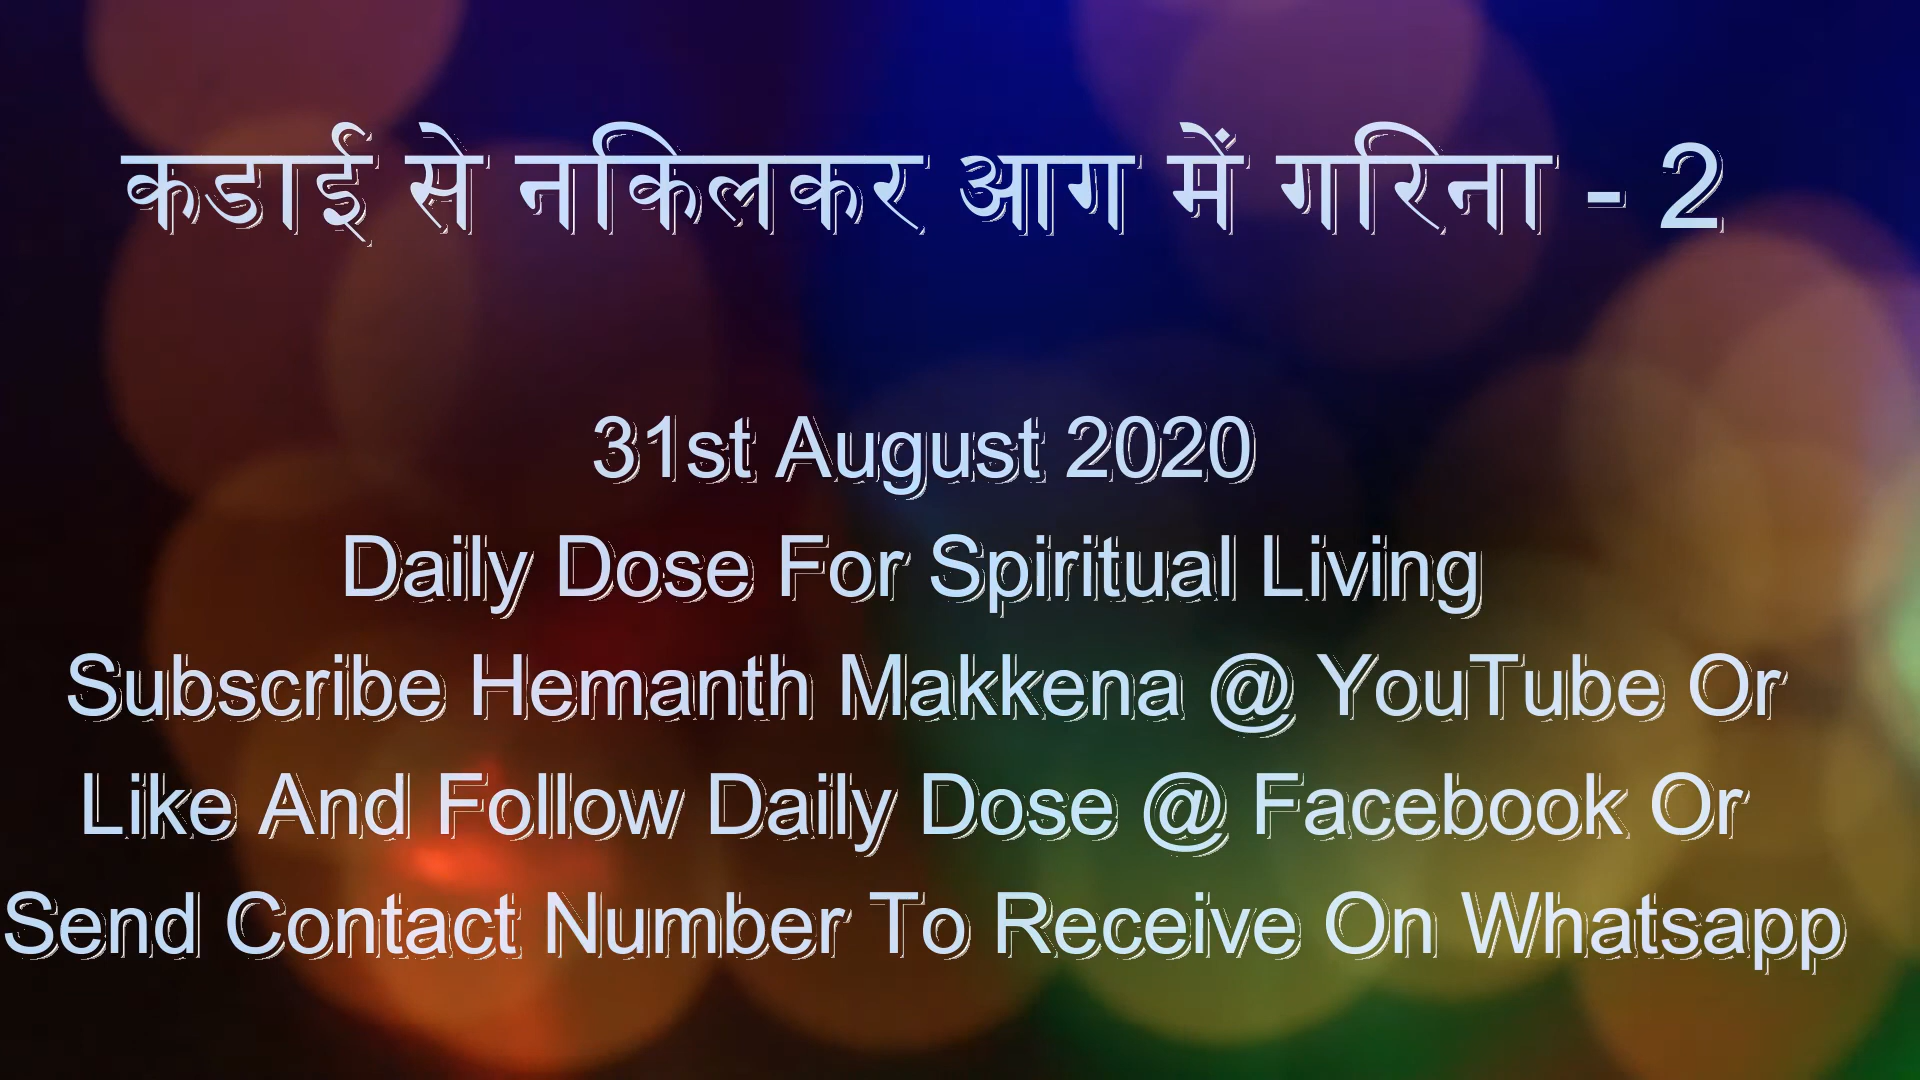 कडाई से नकिलकर आग में गरिना - 2
31st August 2020
Daily Dose For Spiritual Living
Subscribe Hemanth Makkena @ YouTube Or
Like And Follow Daily Dose @ Facebook Or
Send Contact Number To Receive On Whatsapp